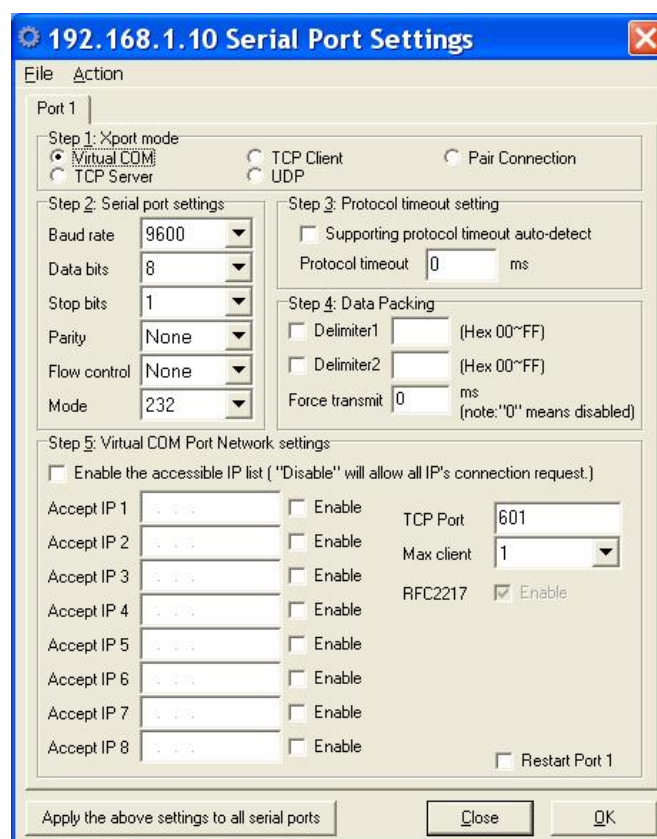 192.168.1.10 Serial Port Settings
File Action
Port 1
Step 1: Xport mode
Virtual COM TCP Client Pair Connection
TCP Server UDP
Step 2: Serial port settings
Baud rate 9600
Data bits 8
Stop bits 1
Parity None
Flow control None
Mode 232
Step 3: Protocol timeout setting
Supporting protocol timeout auto-detect
Protocol timeout 0 ms
Step 4: Data Packing
Delimiter1 (Hex 00~FF)
Delimiter2 (Hex 00~FF)
Force transmit 0 ms
(note:"0" means disabled)
Step 5: Virtual COM Port Network settings
Enable the accessible IP list ( "Disable" will allow all IP's connection request.)
Accept IP 1 . . . Enable
Accept IP 2 . . . Enable
Accept IP 3 . . . Enable
Accept IP 4 . . . Enable
Accept IP 5 . . . Enable
Accept IP 6 . . . Enable
Accept IP 7 . . . Enable
Accept IP 8 . . . Enable
TCP Port 601
Max client 1
RFC2217 Enable
Restart Port 1
Apply the above settings to all serial ports Close OK